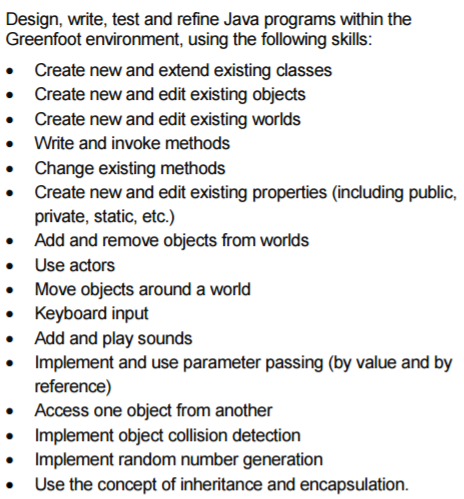 Design, write, test and refine Java programs within the
Greenfoot environment, using the following skills:
• Create new and extend existing classes
• Create new and edit existing objects
• Create new and edit existing worlds
• Write and invoke methods
• Change existing methods
• Create new and edit existing properties (including public,
private, static, etc.)
• Add and remove objects from worlds
• Use actors
• Move objects around a world
• Keyboard input
• Add and play sounds
• Implement and use parameter passing (by value and by
reference)
• Access one object from another
• Implement object collision detection
• Implement random number generation
• Use the concept of inheritance and encapsulation.